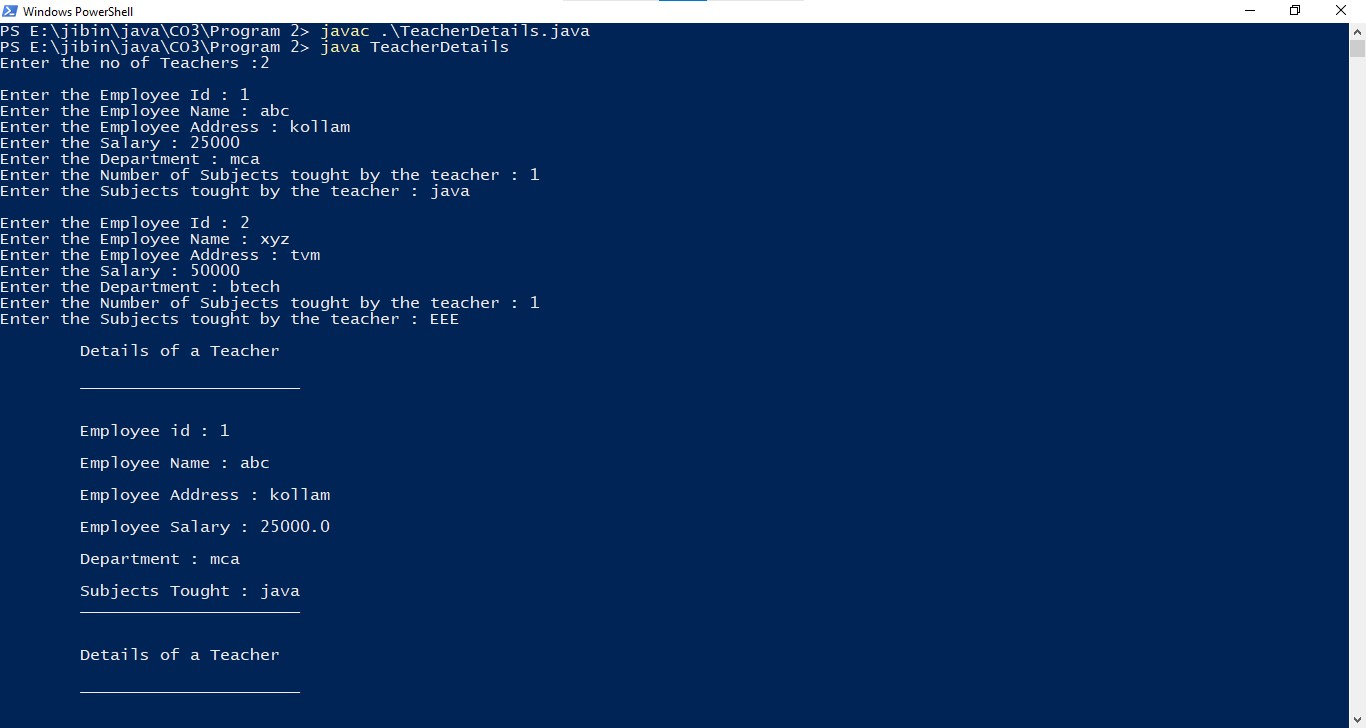 Windows PowerShell
PS E:\jibin\java\CO3\Program 2> javac .\TeacherDetails.java
PS E:\jibin\java\CO3\Program 2> java TeacherDetails
Enter the no of Teachers :2
Enter the Employee Id : 1
Enter the Employee Name : abc
Enter the Employee Address : kollam
Enter the Salary : 25000
Enter the Department : mca
Enter the Number of Subjects tought by the teacher : 1
Enter the Subjects tought by the teacher : java
Enter the Employee Id : 2
Enter the Employee Name : xyz
Enter the Employee Address : tvm
Enter the Salary : 50000
Enter the Department : btech
Enter the Number of Subjects tought by the teacher : 1
Enter the Subjects tought by the teacher : EEE
Details of a Teacher
______________________
Employee id : 1
Employee Name : abc
Employee Address : kollam
Employee Salary : 25000.0
Department : mca
Subjects Tought : java
______________________
Details of a Teacher
______________________